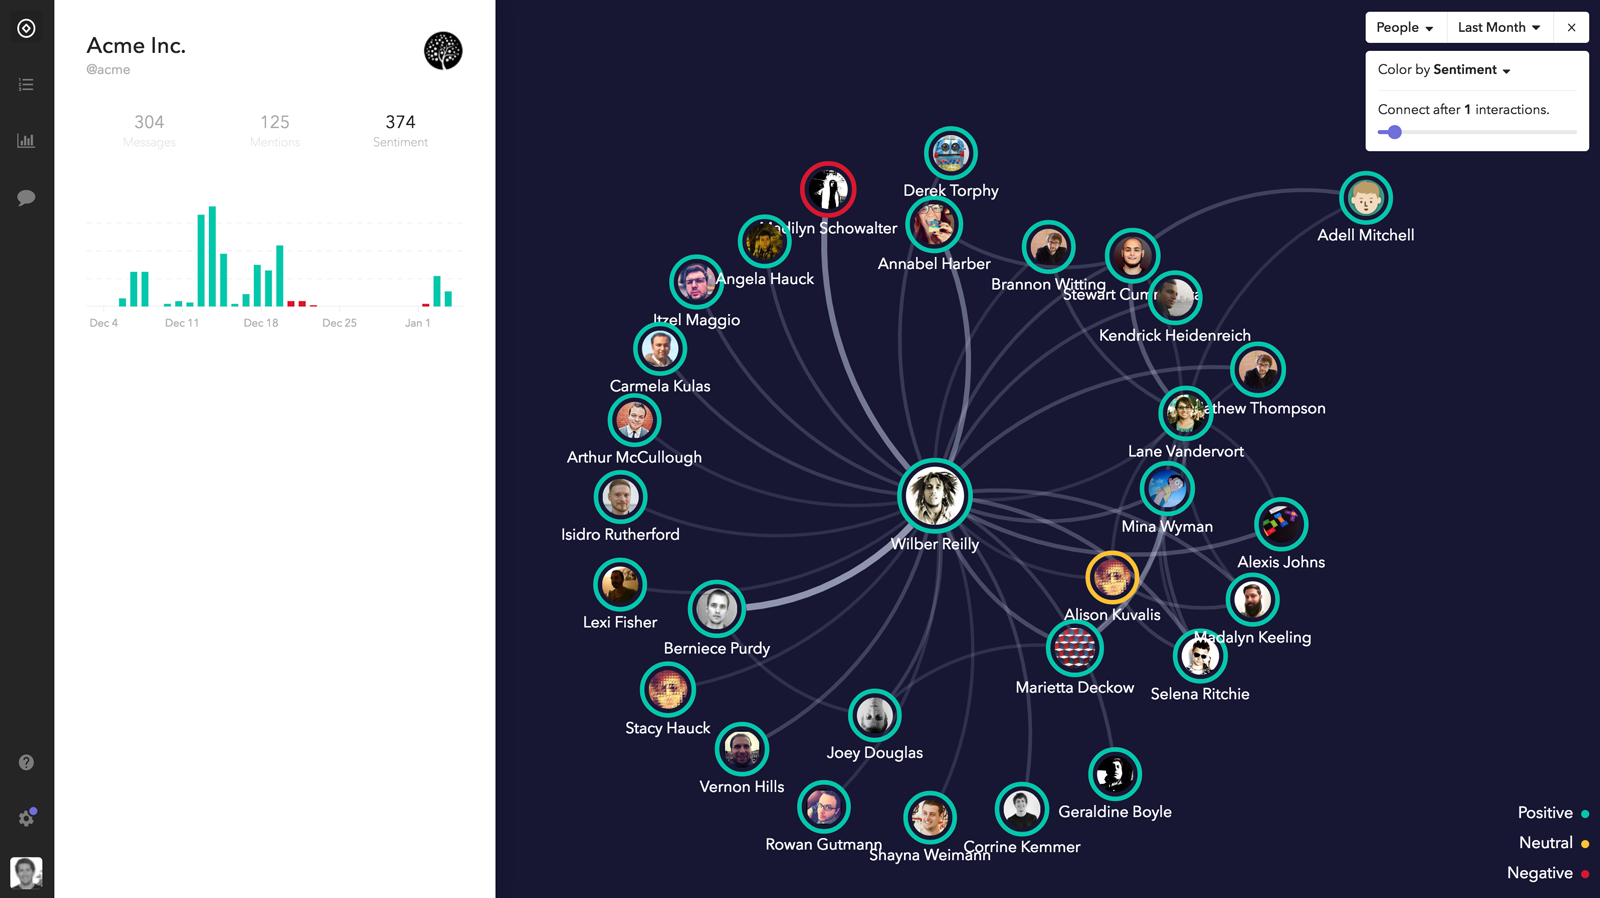 Acme Inc.
@acme
304
Messages
125
Mentions
374
Sentiment
Dec 4
Dec 11
Dec 18
Dec 25
Jan 1
People
Last Month
×
Color by Sentiment
Connect after 1 interactions.
Derek Torphy
Schowalter
Annabel Harber
Adell Mitchell
Angela Hauck
Brannon Witting
Stewart
Itzel Maggio
Kendrick Heidenreich
Carmela Kulas
Thompson
Arthur McCullough
Lane Vandervort
Isidro Rutherford
Mina Wyman
Wilber Reilly
Alexis Johns
Lexi Fisher
Alison Kuvalis
Berniece Purdy
Madalyn Keeling
Marietta Deckow
Selena Ritchie
Stacy Hauck
Joey Douglas
Vernon Hills
Geraldine Boyle
Rowan Gutmann
Shayna Weimann
Corrine Kemmer
Positive
Neutral
Negative